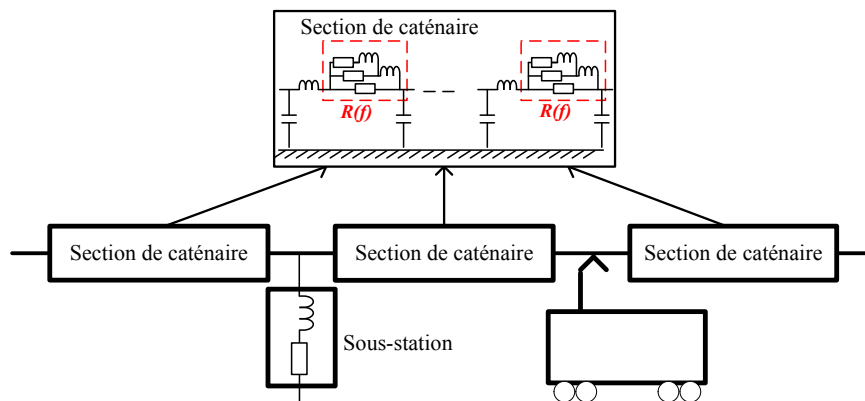 Section de caténaire
R(f)
R(f)
Section de caténaire
Section de caténaire
Section de caténaire
Sous-station